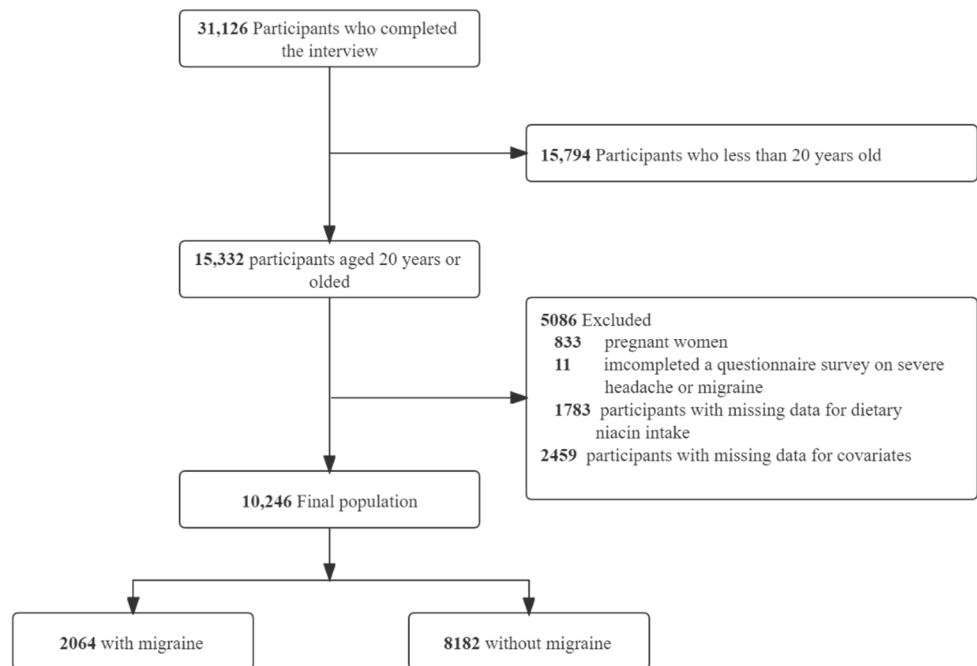 31,126 Participants who completed
the interview
15,794 Participants who less than 20 years old
15,332 participants aged 20 years or
olded
5086 Excluded
833 pregnant women
11 imcompleted a questionnaire survey on severe
headache or migraine
1783 participants with missing data for dietary
niacin intake
2459 participants with missing data for covariates
10,246 Final population
2064 with migraine
8182 without migraine